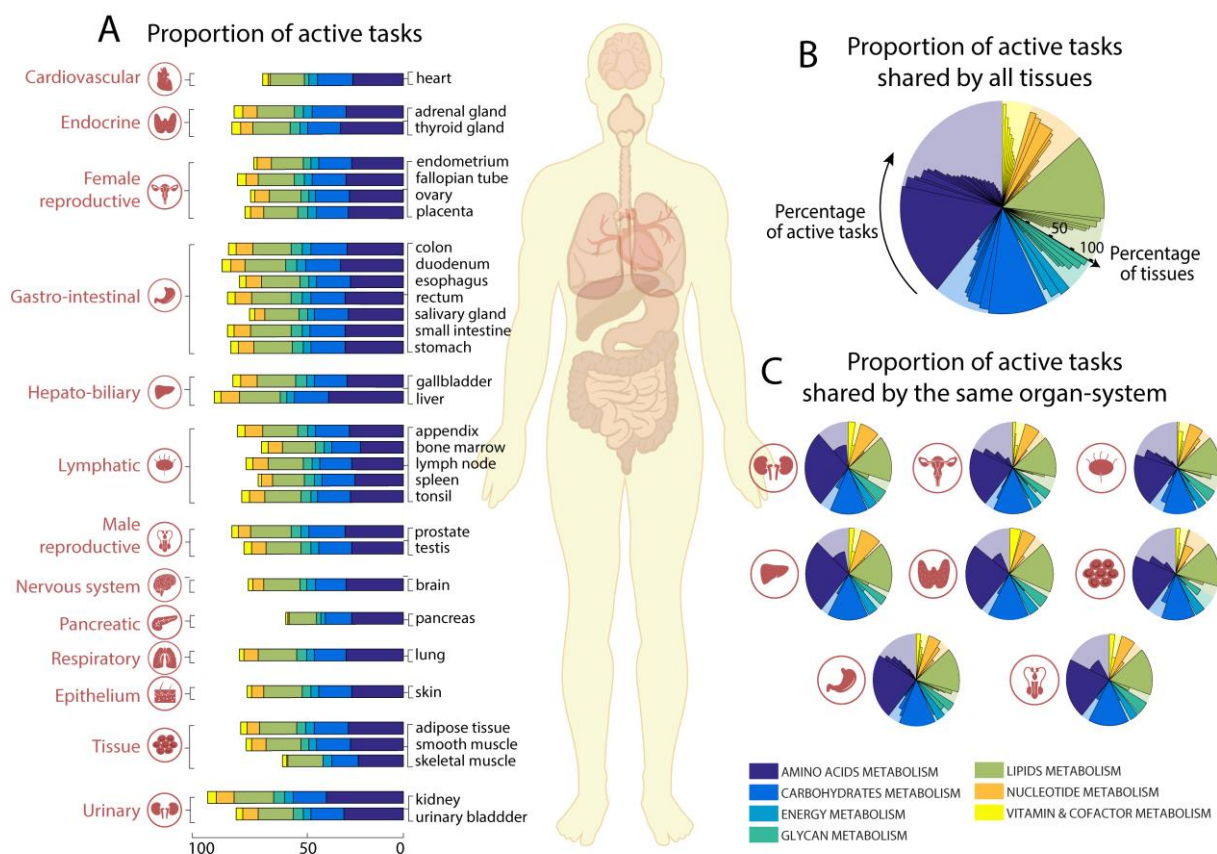 A Proportion of active tasks
Cardiovascular
heart
Endocrine
adrenal gland
thyroid gland
Female
reproductive
endometrium
fallopian tube
ovary
placenta
Gastro-intestinal
colon
duodenum
esophagus
rectum
salivary gland
small intestine
stomach
Hepato-biliary
gallbladder
liver
Lymphatic
appendix
bone marrow
lymph node
spleen
tonsil
Male
reproductive
prostate
testis
Nervous system
brain
Pancreatic
pancreas
Respiratory
lung
Epithelium
skin
Tissue
adipose tissue
smooth muscle
skeletal muscle
Urinary
kidney
urinary bladdder
100 50 0
B Proportion of active tasks
shared by all tissues
Percentage
of active tasks
50
100
Percentage
of tissues
C Proportion of active tasks
shared by the same organ-system
AMINO ACIDS METABOLISM
CARBOHYDRATES METABOLISM
ENERGY METABOLISM
GLYCAN METABOLISM
LIPIDS METABOLISM
NUCLEOTIDE METABOLISM
VITAMIN & COFACTOR METABOLISM